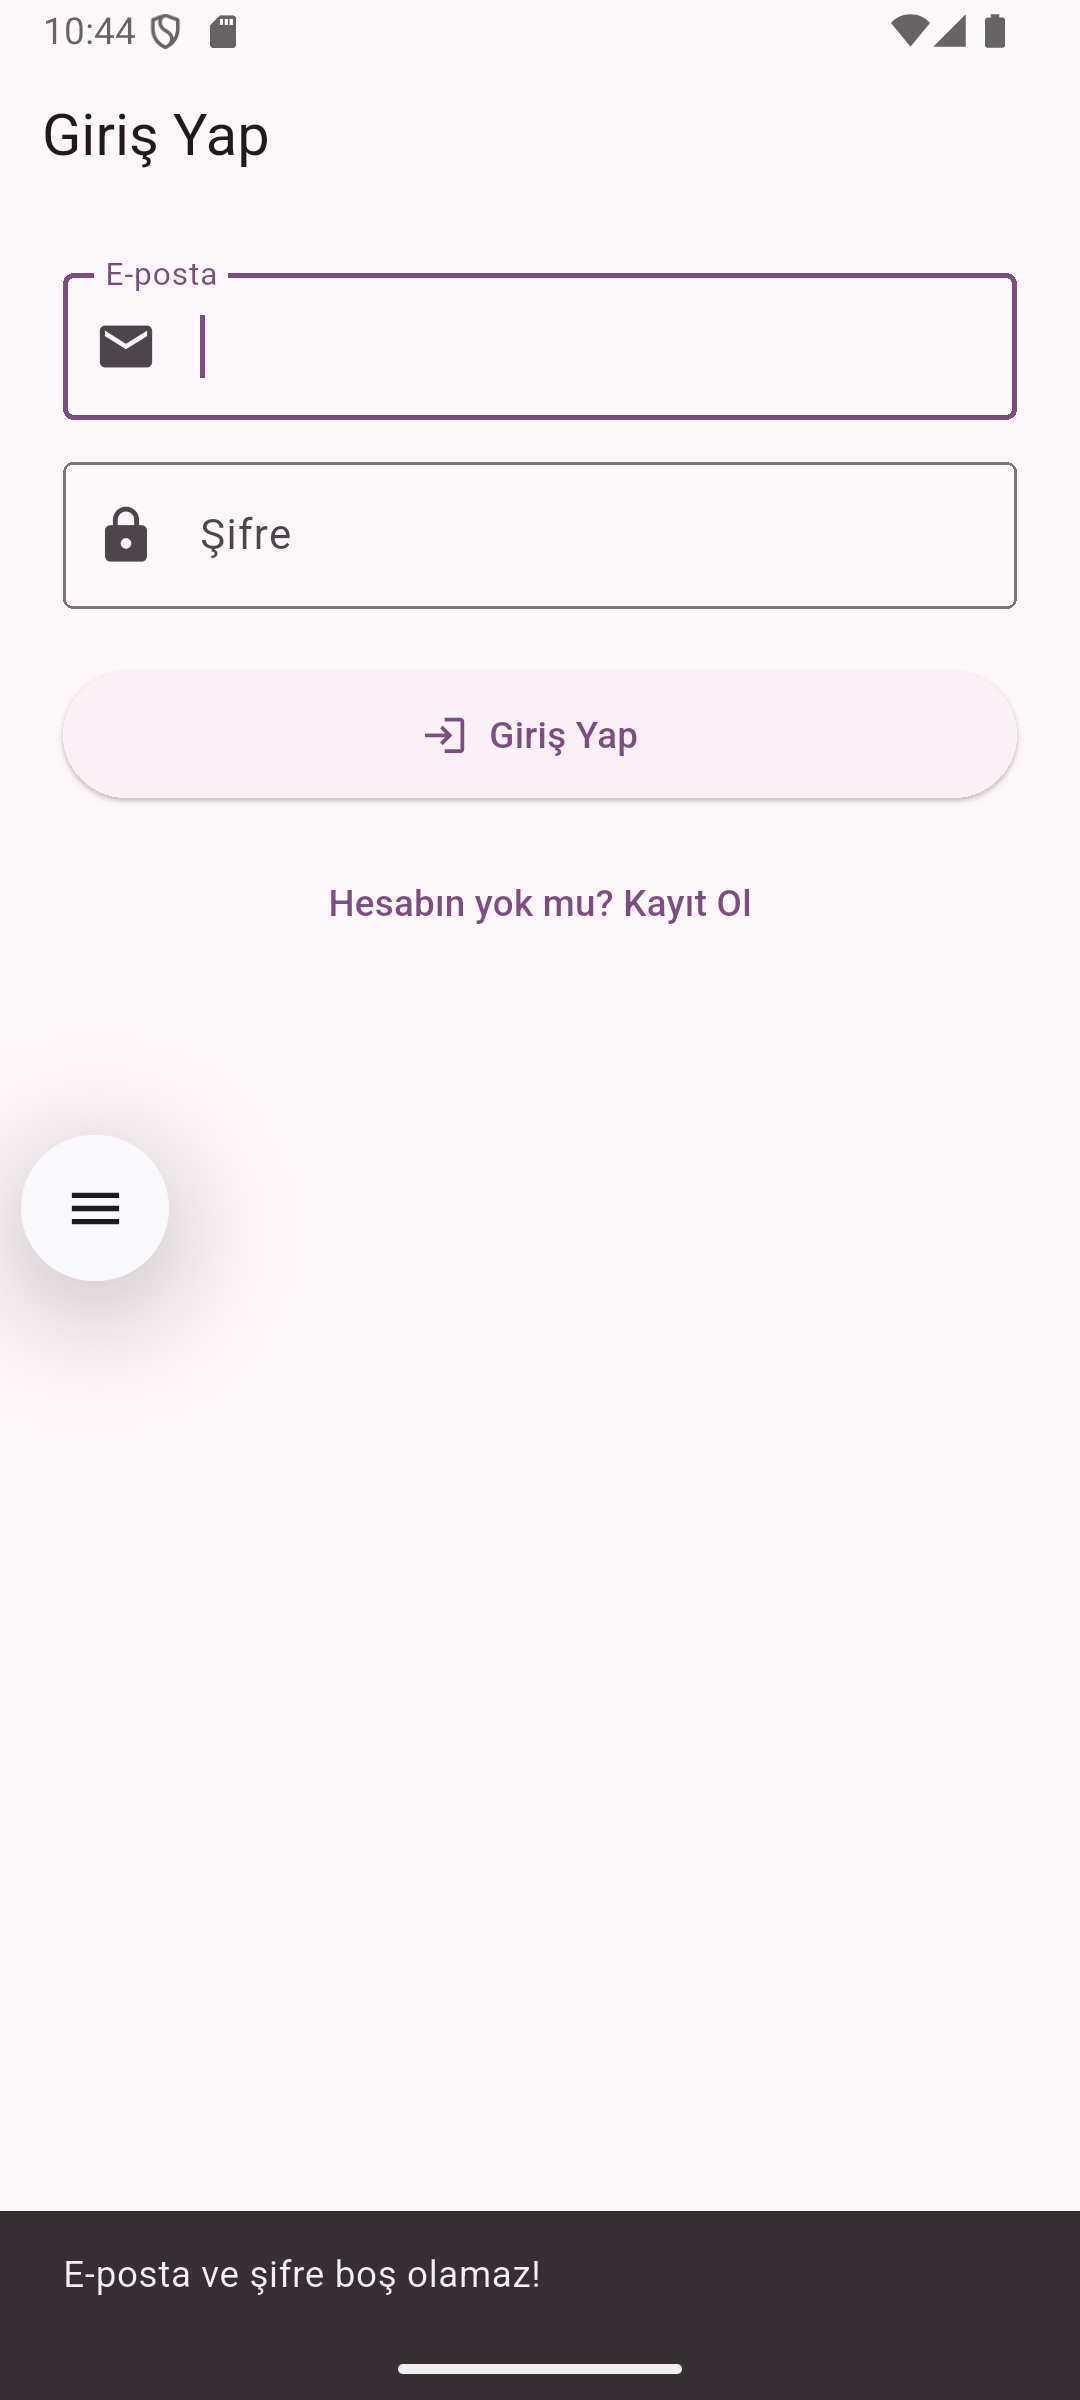 10:44
Giriş Yap
E-posta
Şifre
Giriş Yap
Hesabın yok mu? Kayıt Ol
E-posta ve şifre boş olamaz!